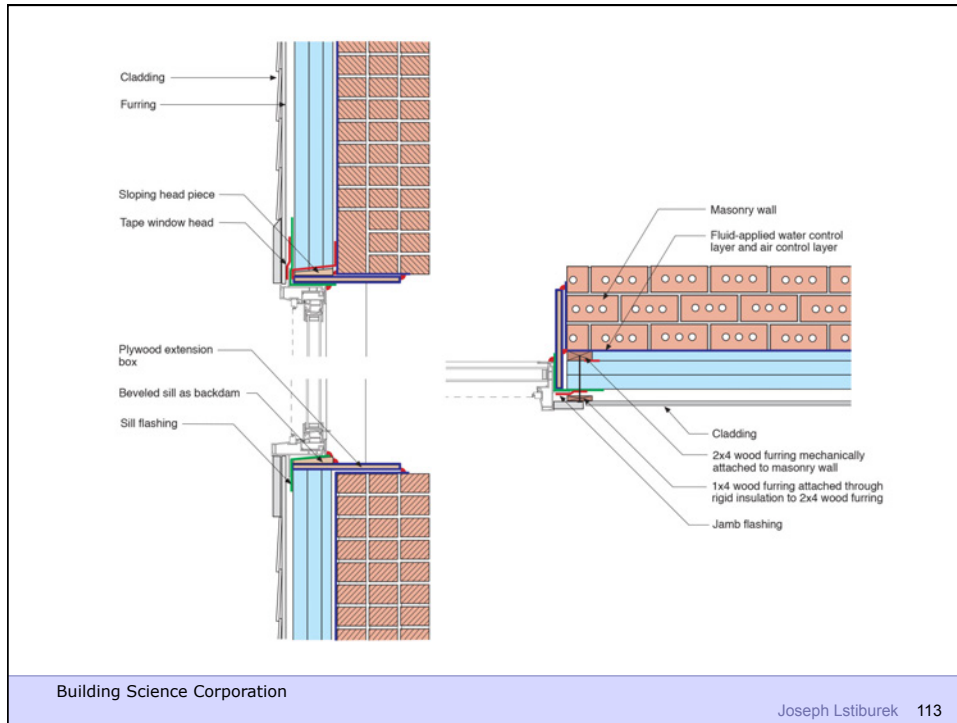 Cladding
Furring
Sloping head piece
Tape window head
Plywood extension
box
Beveled sill as backdam
Sill flashing
Masonry wall
Fluid-applied water control
layer and air control layer
Cladding
2x4 wood furring mechanically
attached to masonry wall
1x4 wood furring attached through
rigid insulation to 2x4 wood furring
Jamb flashing
Building Science Corporation
Joseph Lstiburek 113